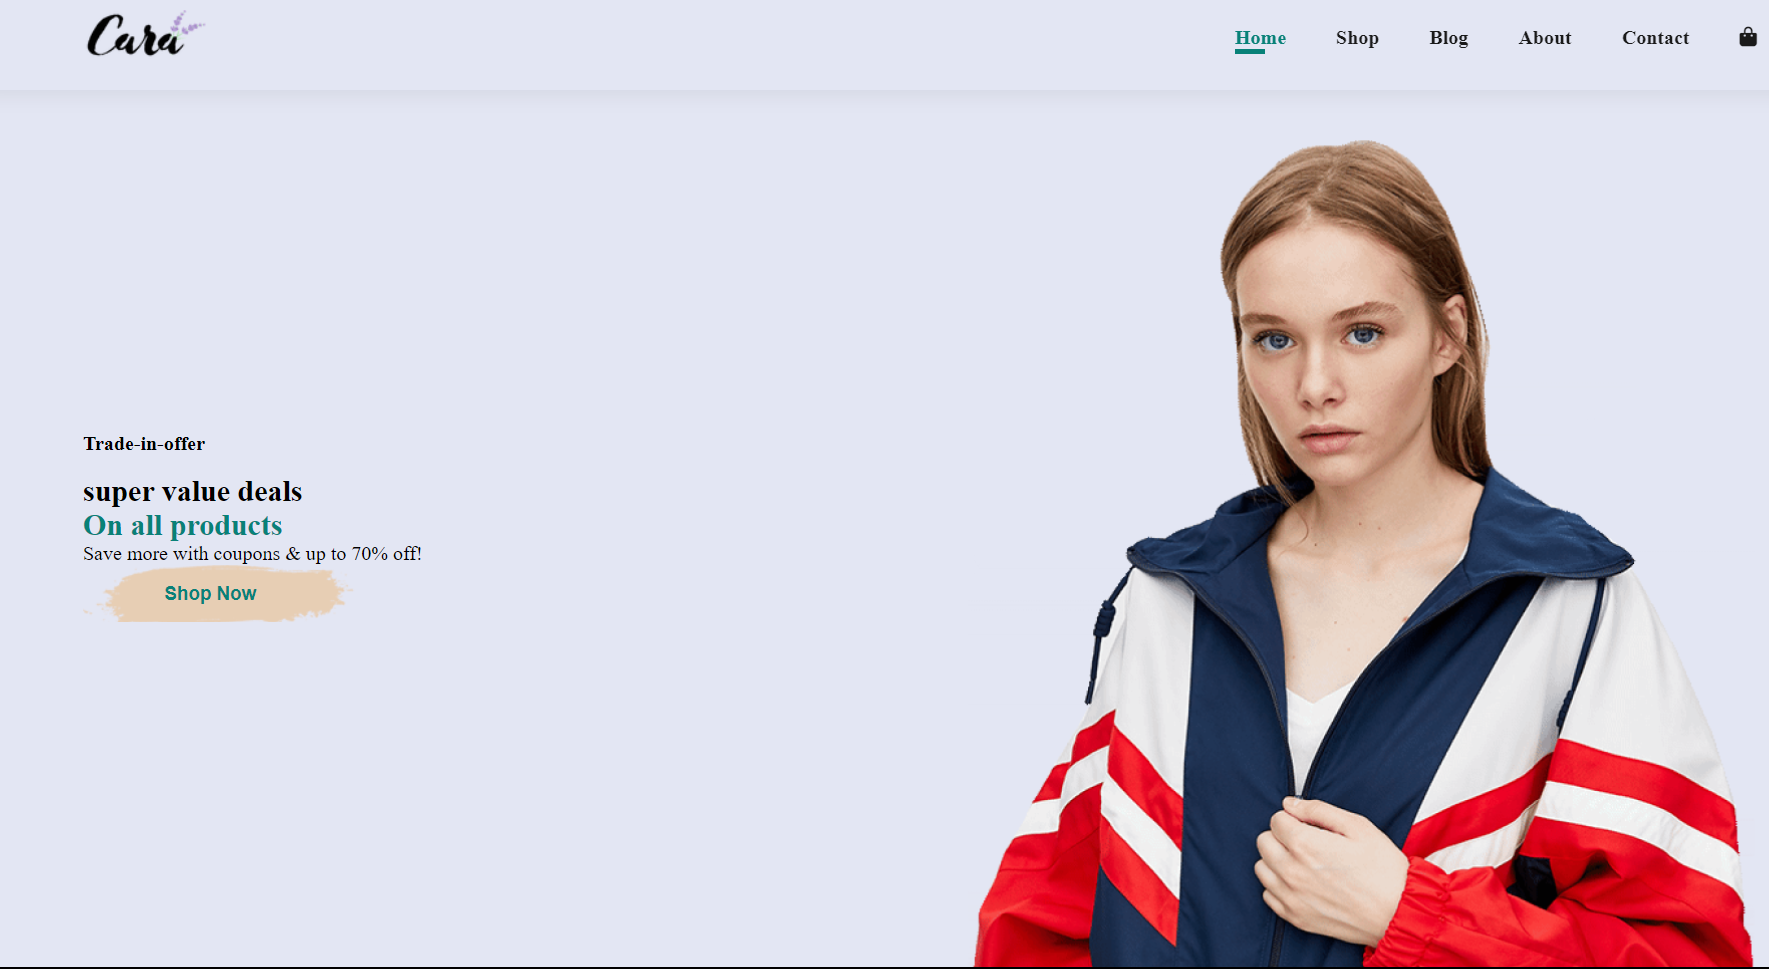 Cara
Home Shop Blog About Contact
Trade-in-offer
super value deals
On all products
Save more with coupons & up to 70% off!
Shop Now